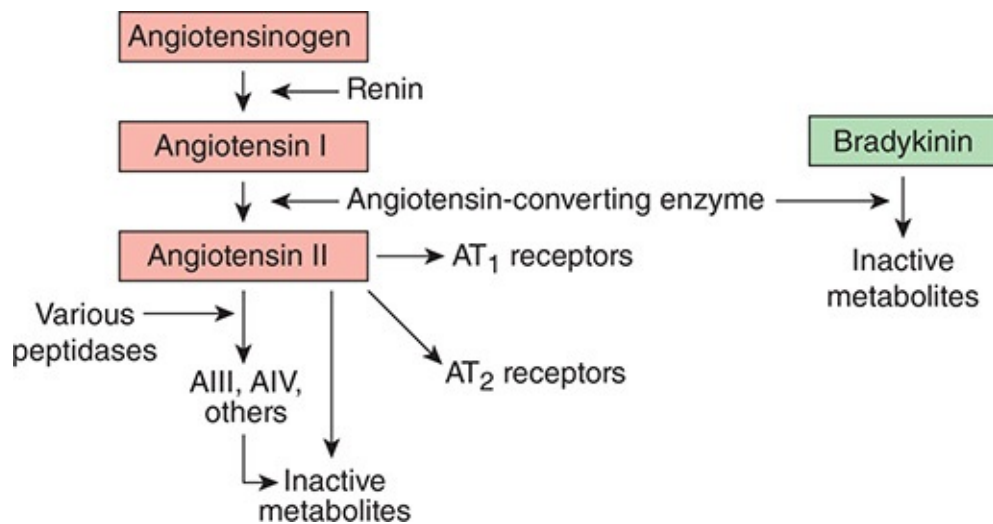 Angiotensinogen
Renin
Angiotensin I
Bradykinin
Angiotensin-converting enzyme
Angiotensin II
AT1 receptors
Inactive
metabolites
Various
peptidases
AT2 receptors
AIII, AIV,
others
Inactive
metabolites